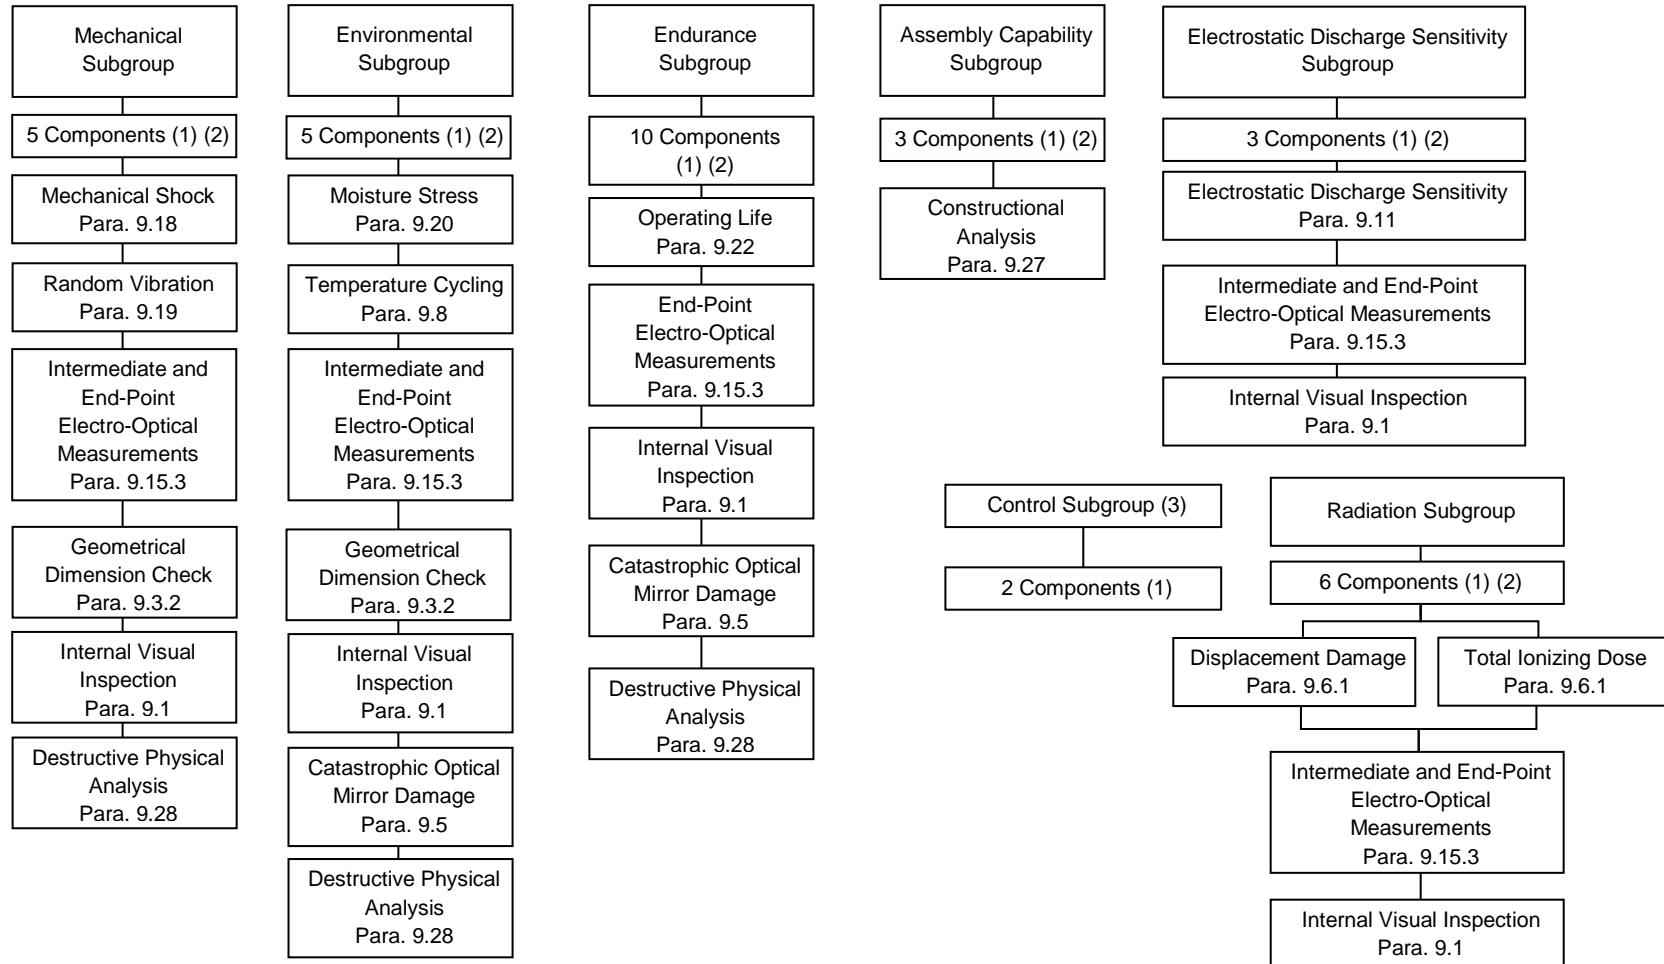 Mechanical
Subgroup
5 Components (1) (2)
Mechanical Shock
Para. 9.18
Random Vibration
Para. 9.19
Intermediate and
End-Point
Electro-Optical
Measurements
Para. 9.15.3
Geometrical
Dimension Check
Para. 9.3.2
Internal Visual
Inspection
Para. 9.1
Destructive Physical
Analysis
Para. 9.28
Environmental
Subgroup
5 Components (1) (2)
Moisture Stress
Para. 9.20
Temperature Cycling
Para. 9.8
Intermediate and
End-Point
Electro-Optical
Measurements
Para. 9.15.3
Geometrical
Dimension Check
Para. 9.3.2
Internal Visual
Inspection
Para. 9.1
Catastrophic Optical
Mirror Damage
Para. 9.5
Destructive Physical
Analysis
Para. 9.28
Endurance
Subgroup
10 Components
(1) (2)
Operating Life
Para. 9.22
End-Point
Electro-Optical
Measurements
Para. 9.15.3
Internal Visual
Inspection
Para. 9.1
Catastrophic Optical
Mirror Damage
Para. 9.5
Destructive Physical
Analysis
Para. 9.28
Assembly Capability
Subgroup
3 Components (1) (2)
Constructional
Analysis
Para. 9.27
Electrostatic Discharge Sensitivity
Subgroup
3 Components (1) (2)
Electrostatic Discharge Sensitivity
Para. 9.11
Intermediate and End-Point
Electro-Optical Measurements
Para. 9.15.3
Internal Visual Inspection
Para. 9.1
Control Subgroup (3)
2 Components (1)
Radiation Subgroup
6 Components (1) (2)
Displacement Damage
Para. 9.6.1
Total Ionizing Dose
Para. 9.6.1
Intermediate and End-Point
Electro-Optical
Measurements
Para. 9.15.3
Internal Visual Inspection
Para. 9.1